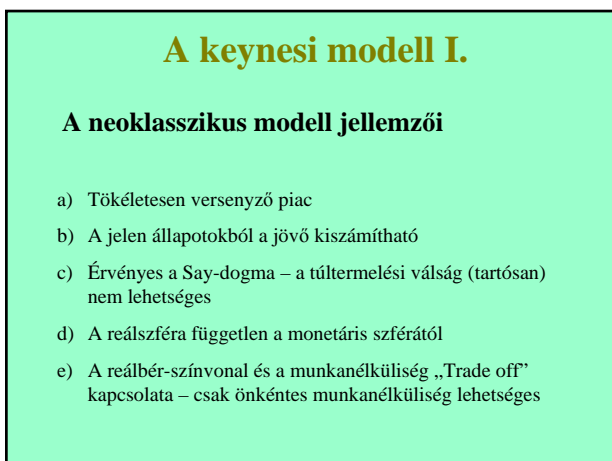 A keynesi modell I.
A neoklasszikus modell jellemzői
a) Tökéletesen versenyző piac
b) A jelen állapotokból a jövő kiszámítható
c) Érvényes a Say-dogma – a túltermelési válság (tartósan)
nem lehetséges
d) A reálszféra független a monetáris szférától
e) A reálbér-színvonal és a munkanélküliség „Trade off”
kapcsolata – csak önkéntes munkanélküliség lehetséges